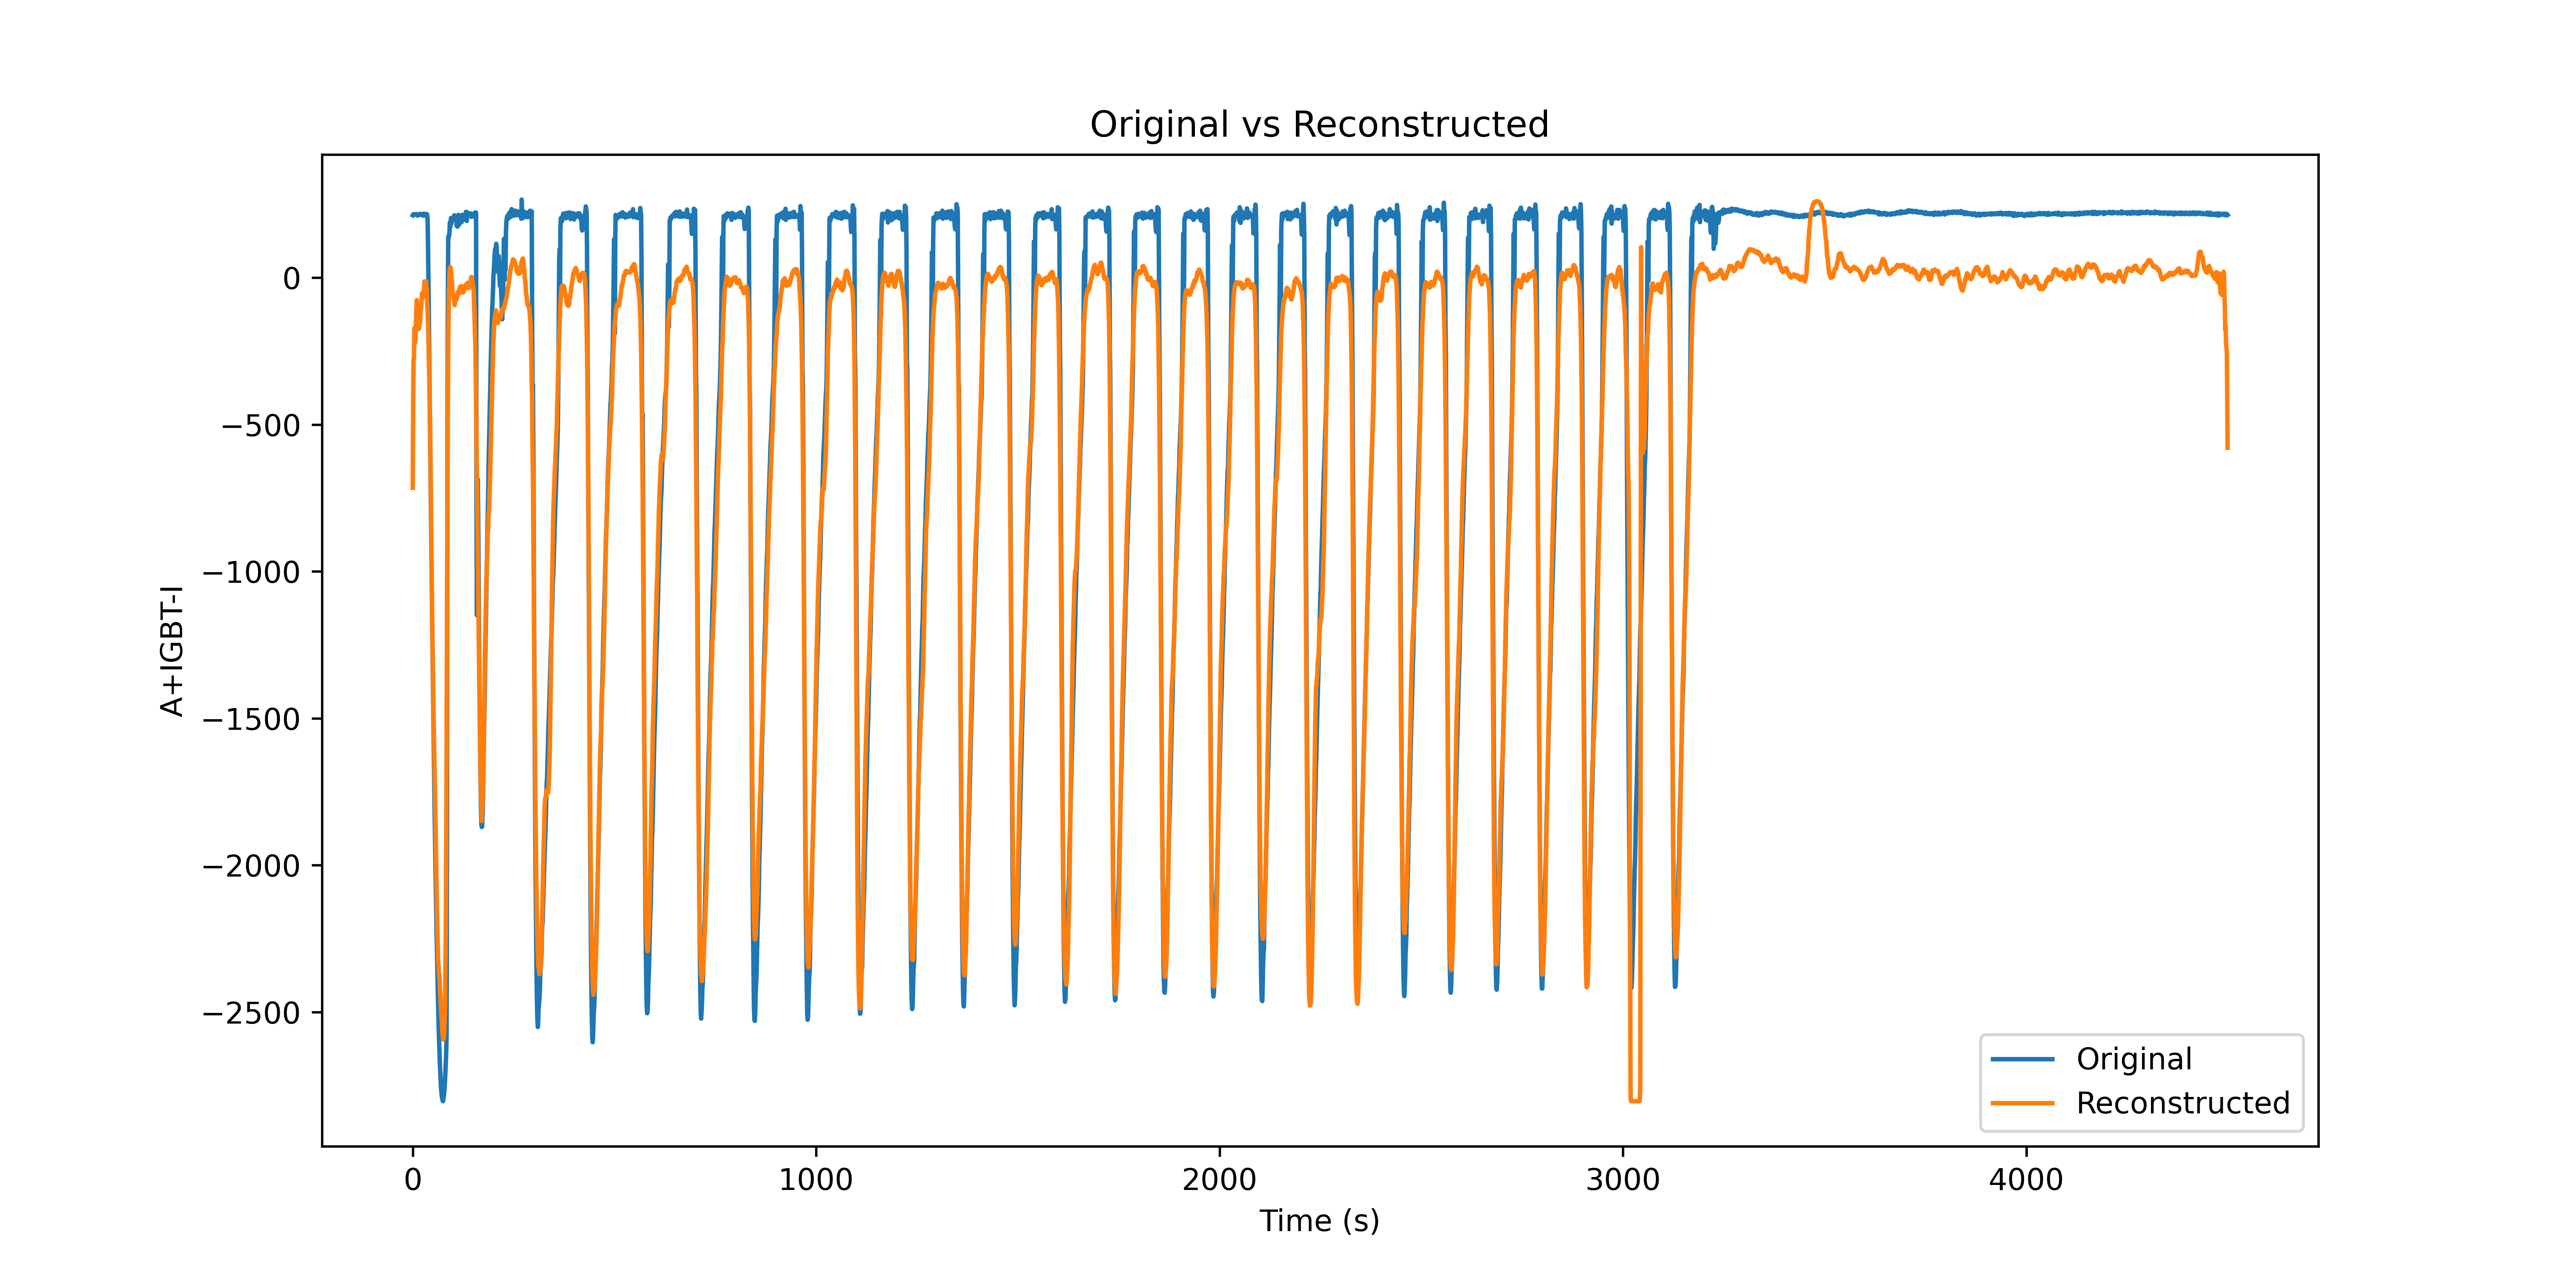 Original vs Reconstructed
A+IGBT-I
0
−500
−1000
−1500
−2000
−2500
0
1000
2000
3000
4000
Time (s)
Original
Reconstructed